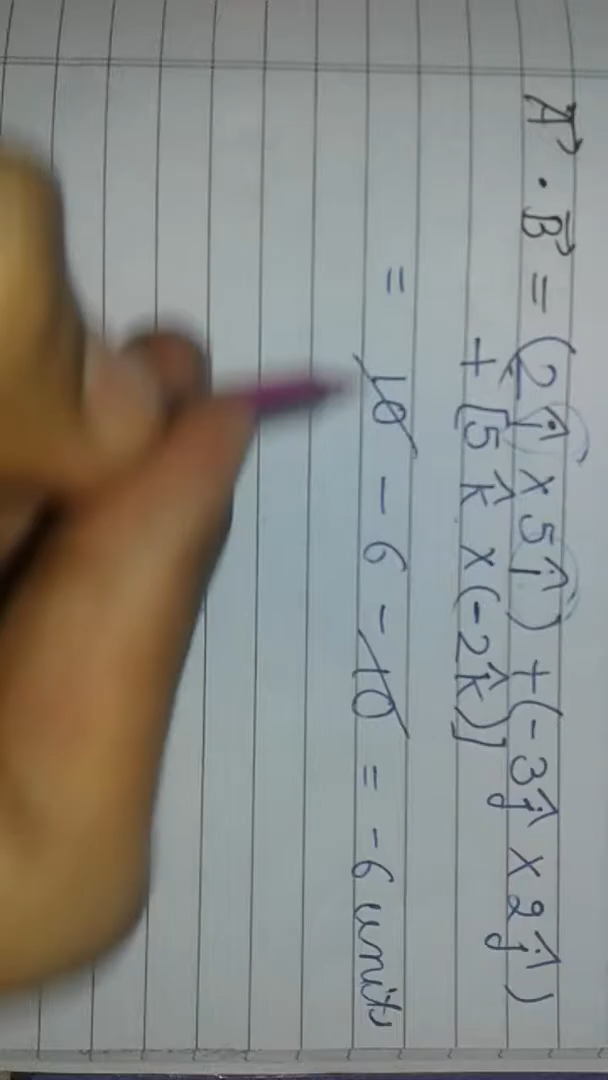 A⃗ · B⃗ = (2î × 5î) + (-3ĵ × 2ĵ)
+ [5k̂ × (-2k̂)]
= 10 - 6 - 10 = -6 units